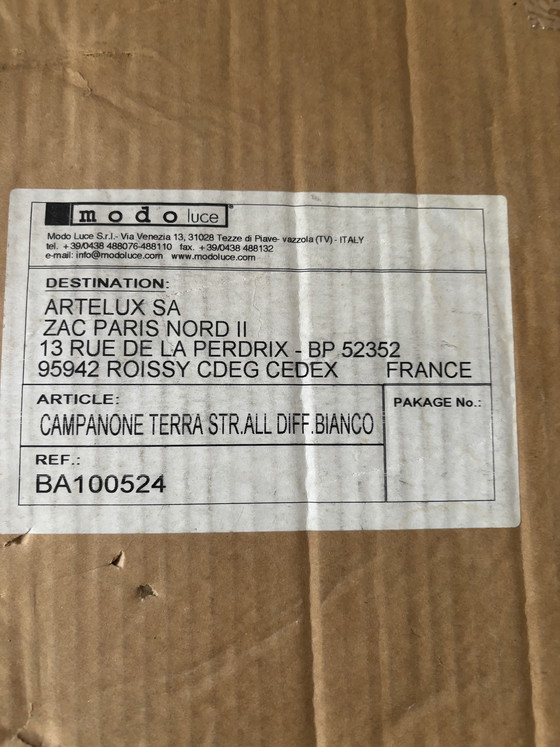 modo luce
Modo Luce S.r.l.- Via Venezia 13, 31028 Tezze di Piave- vazzola (TV) - ITALY
tel. +39/0438 488076-488110 fax. +39/0438 488132
e-mail: info@modoluce.com www.modoluce.com
DESTINATION:
ARTELUX SA
ZAC PARIS NORD II
13 RUE DE LA PERDRIX - BP 52352
95942 ROISSY CDEG CEDEX FRANCE
ARTICLE:
PAKAGE No.:
CAMPANONE TERRA STR.ALL DIFF.BIANCO
REF.:
BA100524